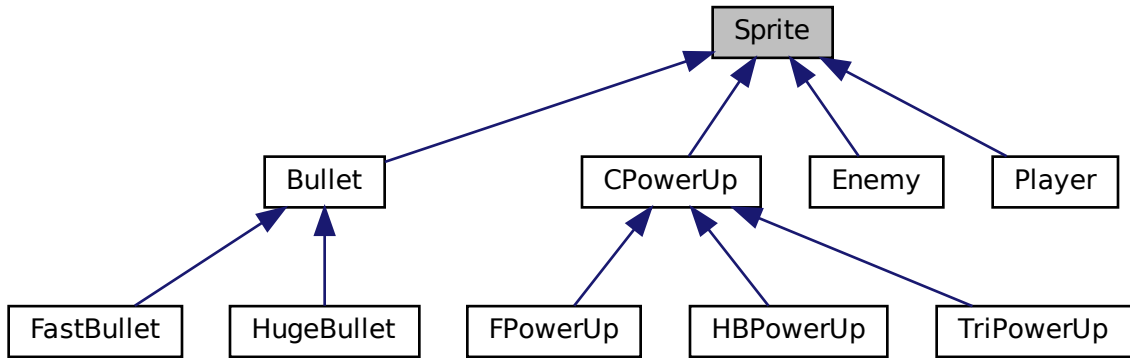 Sprite
Bullet
CPowerUp
Enemy
Player
FastBullet
HugeBullet
FPowerUp
HBPowerUp
TriPowerUp